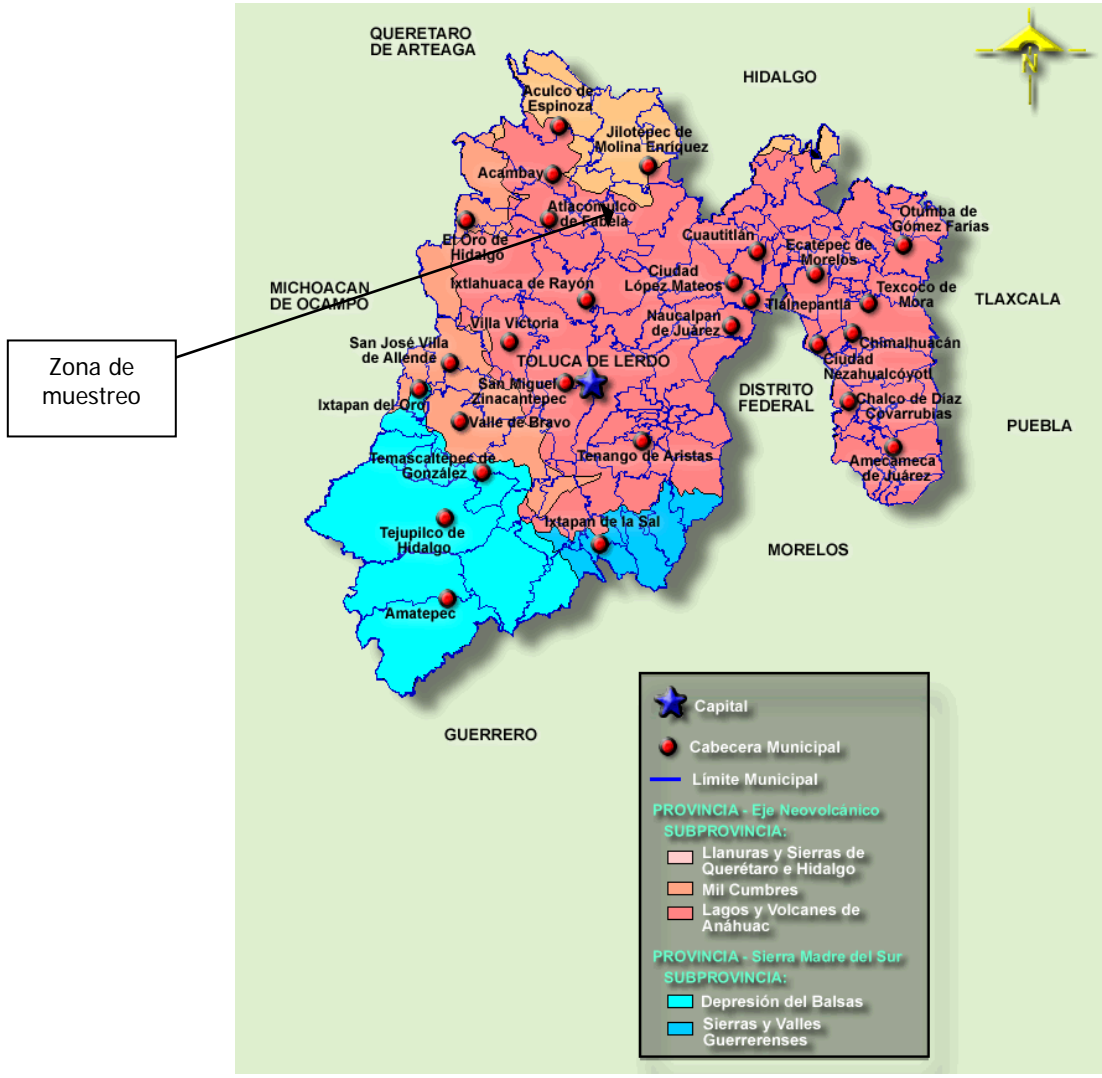 QUERETARO
DE ARTEAGA
HIDALGO
N
Aculco de
Espinoza
Jilotepec de
Molina Enríquez
Acambay
Atlacomulco
de Fabela
El Oro de
Hidalgo
Cuautitlán
Otumba de
Gómez Farías
Ecatepec de
Morelos
MICHOACAN
DE OCAMPO
Ixtlahuaca de Rayón
Ciudad
López Mateos
Texcoco de
Mora
TLAXCALA
Tlalnepantla
Villa Victoria
Naucalpan
de Juárez
Zona de
muestreo
San José Villa
de Allende
TOLUCA DE LERDO
Chimalhuacán
Ciudad
Nezahualcóyotl
San Miguel
Zinacantepec
DISTRITO
FEDERAL
Ixtapan del Oro
Chalco de Díaz
Covarrubias
Valle de Bravo
PUEBLA
Tenango de Aristas
Temascaltepec de
González
Amecameca
de Juárez
Ixtapan de la Sal
Tejupilco de
Hidalgo
MORELOS
Amatepec
GUERRERO
Capital
Cabecera Municipal
Límite Municipal
PROVINCIA - Eje Neovolcánico
SUBPROVINCIA:
Llanuras y Sierras de
Querétaro e Hidalgo
Mil Cumbres
Lagos y Volcanes de
Anáhuac
PROVINCIA - Sierra Madre del Sur
SUBPROVINCIA:
Depresión del Balsas
Sierras y Valles
Guerrerenses